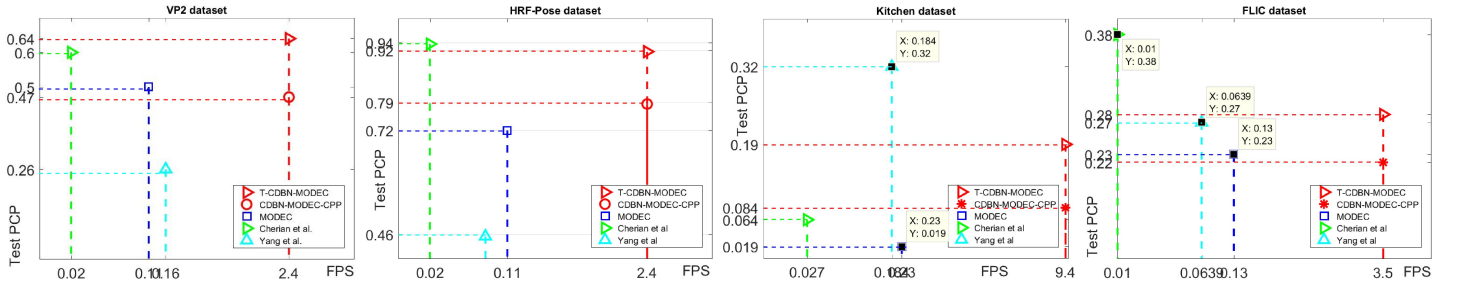 VP2 dataset
Test PCP
0.64
0.6
0.5
0.47
0.26
T-CDBN-MODEC
CDBN-MODEC-CPP
MODEC
Cherian et al.
Yang et al.
0.02
0.11
2.4
FPS
HRF-Pose dataset
Test PCP
0.94
0.92
0.79
0.72
0.46
T-CDBN-MODEC
CDBN-MODEC-CPP
MODEC
Cherian et al
Yang et al
0.02
0.11
2.4
FPS
Kitchen dataset
Test PCP
0.32
0.19
0.084
0.064
0.019
X: 0.184
Y: 0.32
X: 0.23
Y: 0.019
T-CDBN-MODEC
CDBN-MODEC-CPP
MODEC
Cherian et al
Yang et al
0.027
FPS
9.4
FLIC dataset
Test PCP
0.38
0.28
0.27
0.23
0.22
X: 0.01
Y: 0.38
X: 0.0639
Y: 0.27
X: 0.13
Y: 0.23
T-CDBN-MODEC
CDBN-MODEC-CPP
MODEC
Cherian et al
Yang et al
0.01
0.0639
0.13
3.5
FPS